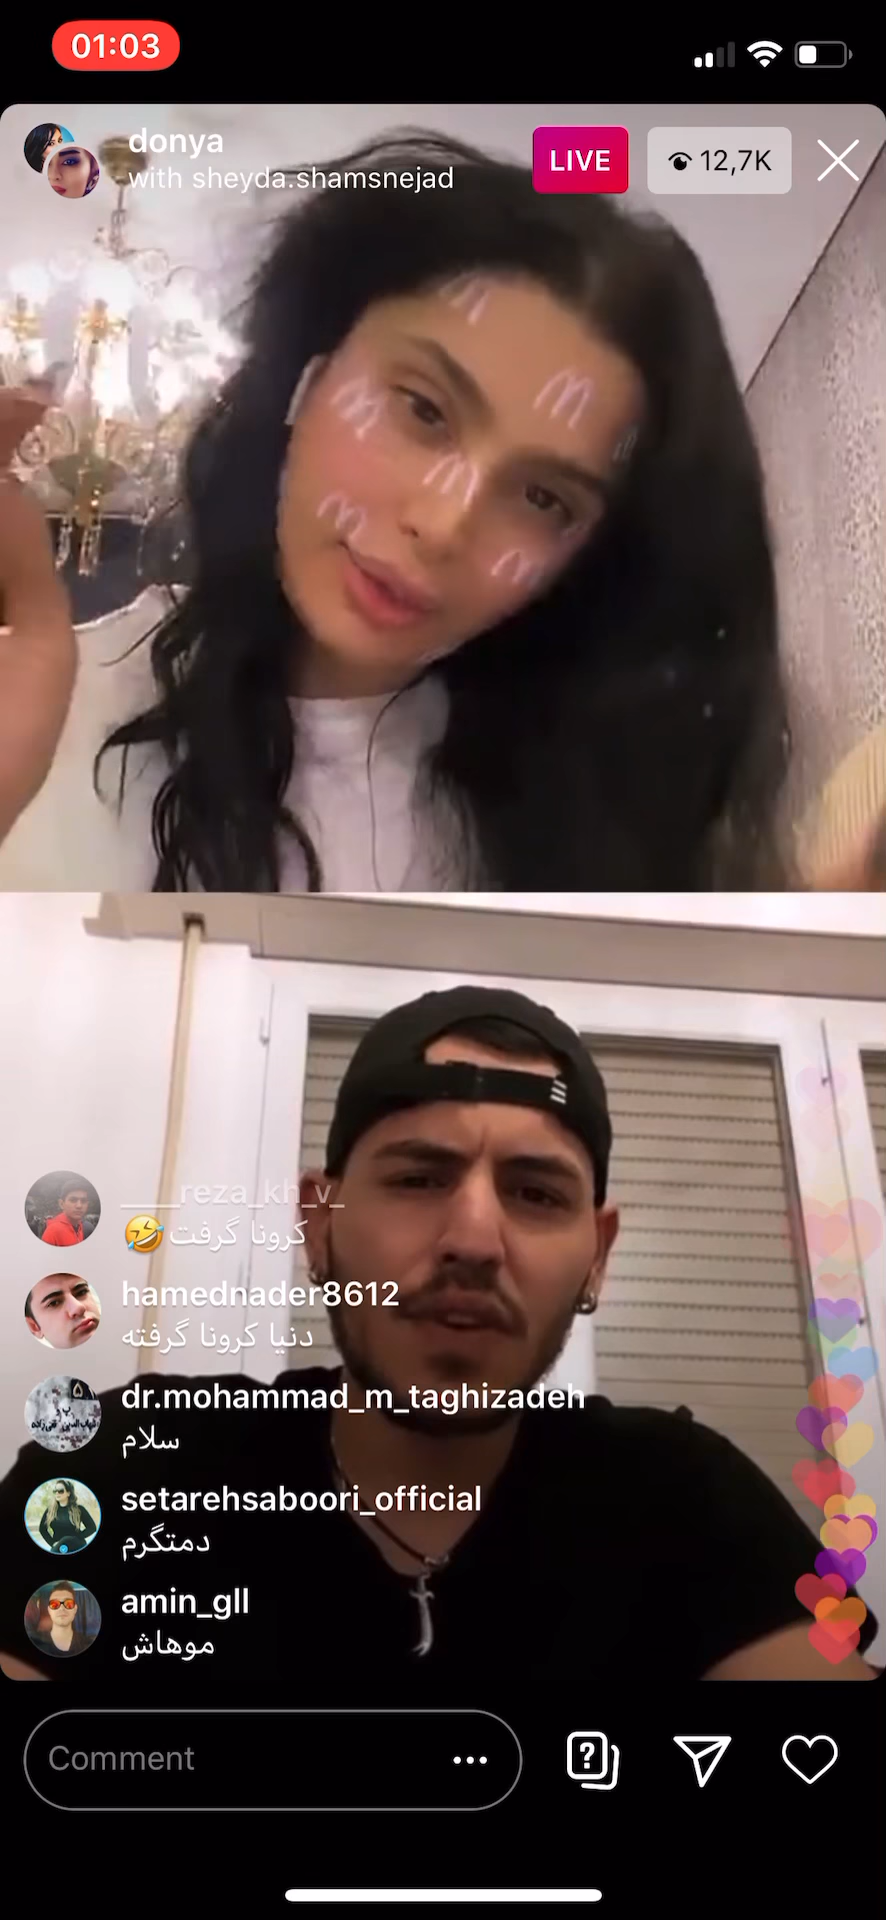 01:03
donya
with sheyda.shamsnejad
LIVE
12,7K
____reza_kh_v_
کرونا گرفت🤣
hamednader8612
دنیا کرونا گرفته
dr.mohammad_m_taghizadeh
سلام
setarehsaboori_official
دمتگرم
amin_gll
موهاش
Comment